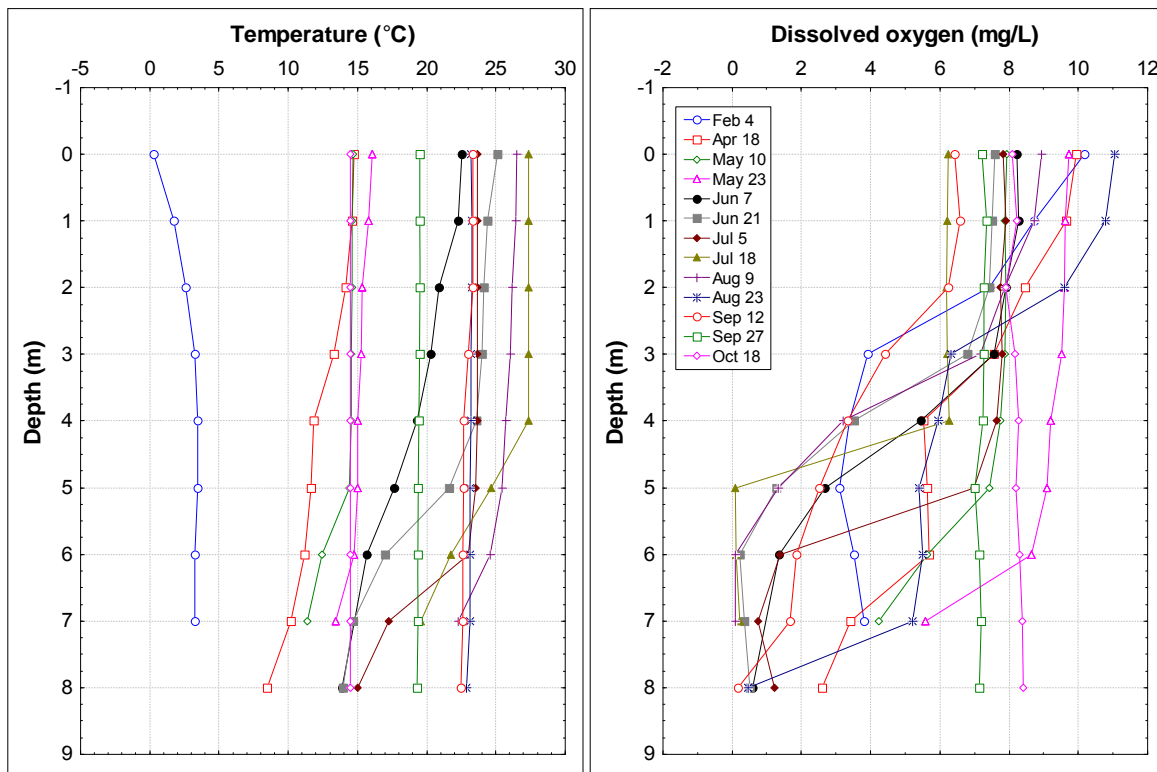 Temperature (°C)
-5 0 5 10 15 20 25 30
-1
0
1
2
3
4
5
6
7
8
9
Depth (m)
Dissolved oxygen (mg/L)
-2 0 2 4 6 8 10 12
-1
0
1
2
3
4
5
6
7
8
9
Depth (m)
Feb 4
Apr 18
May 10
May 23
Jun 7
Jun 21
Jul 5
Jul 18
Aug 9
Aug 23
Sep 12
Sep 27
Oct 18